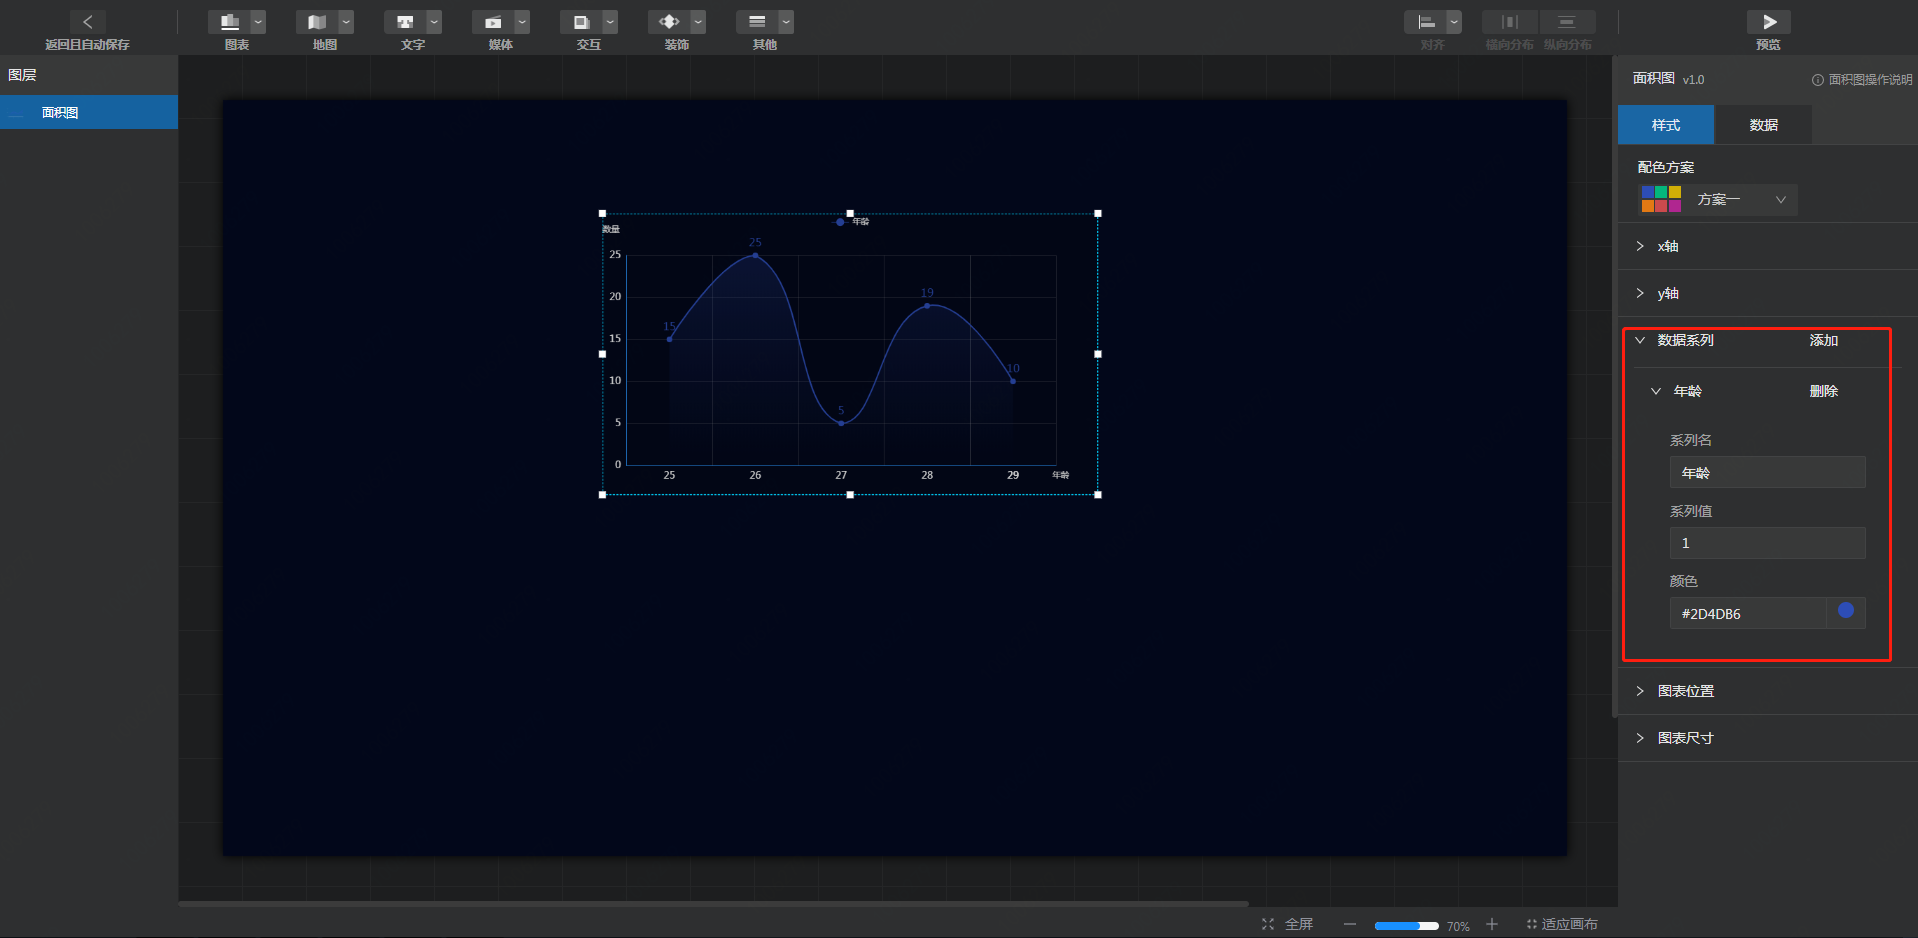 返回且自动保存
图表
地图
文字
媒体
交互
装饰
其他
对齐
横向分布
纵向分布
预览
图层
面积图
数量
年龄
25
20
15
10
5
0
15
25
5
19
10
25
26
27
28
29
年龄
面积图 v1.0
面积图操作说明
样式
数据
配色方案
方案一
x轴
y轴
数据系列
添加
年龄
删除
系列名
年龄
系列值
1
颜色
#2D4DB6
图表位置
图表尺寸
全屏
70%
适应画布